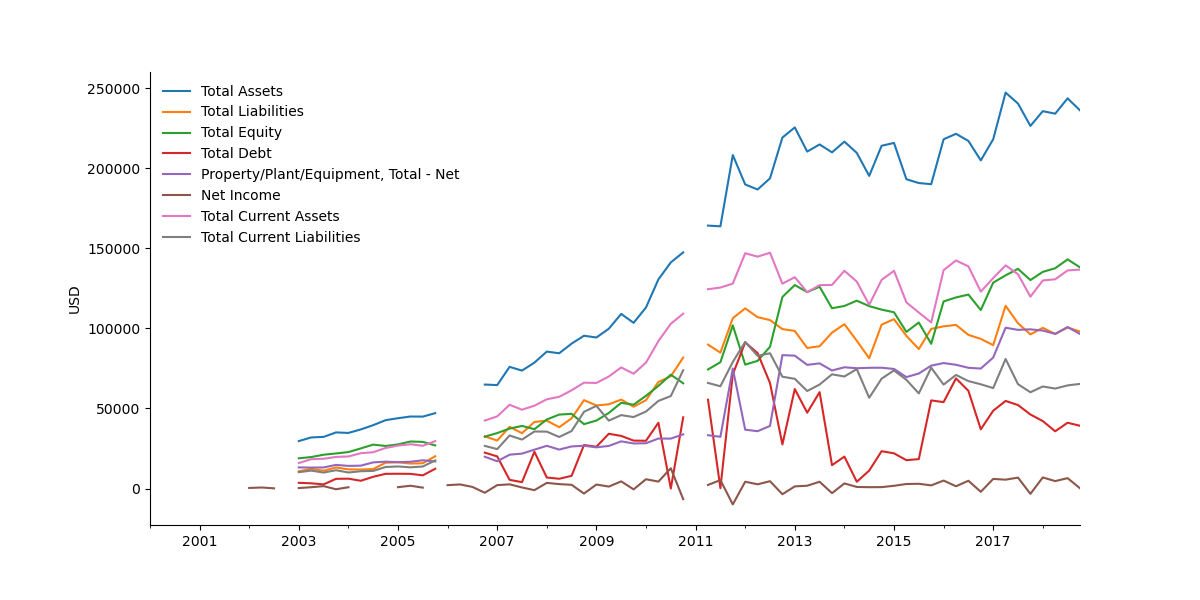 250000
200000
150000
100000
50000
0
USD
Total Assets
Total Liabilities
Total Equity
Total Debt
Property/Plant/Equipment, Total - Net
Net Income
Total Current Assets
Total Current Liabilities
2001 2003 2005 2007 2009 2011 2013 2015 2017